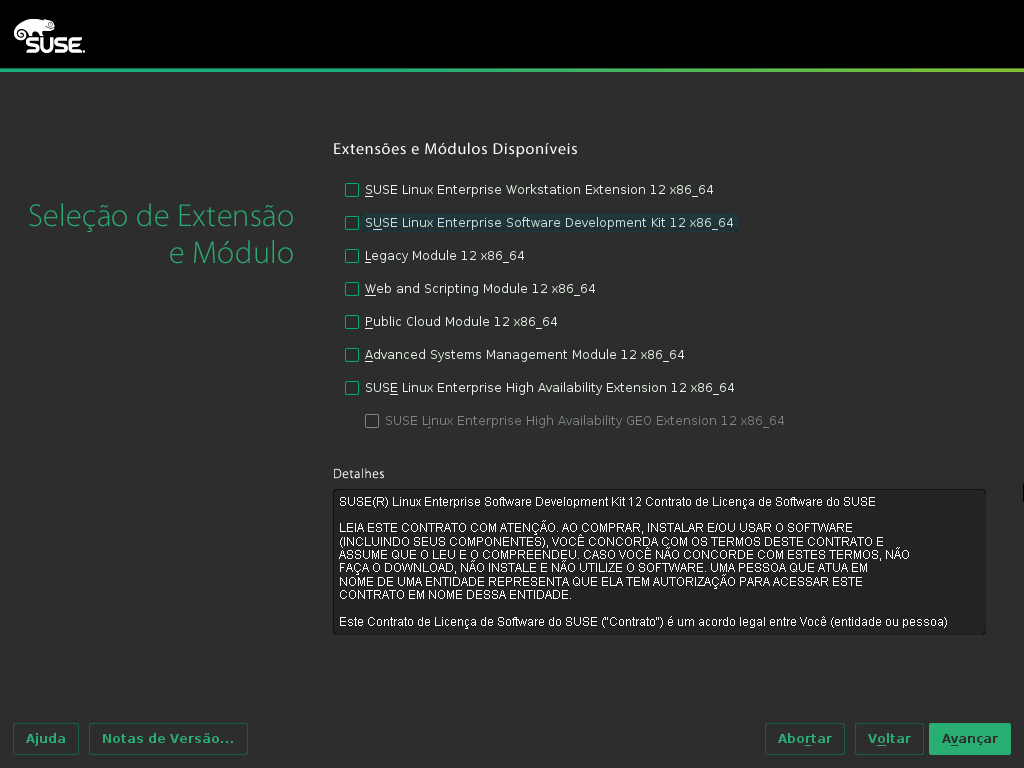 SUSE.
Seleção de Extensão
e Módulo
Extensões e Módulos Disponíveis
SUSE Linux Enterprise Workstation Extension 12 x86_64
SUSE Linux Enterprise Software Development Kit 12 x86_64
Legacy Module 12 x86_64
Web and Scripting Module 12 x86_64
Public Cloud Module 12 x86_64
Advanced Systems Management Module 12 x86_64
SUSE Linux Enterprise High Availability Extension 12 x86_64
SUSE Linux Enterprise High Availability GEO Extension 12 x86_64
Detalhes
SUSE(R) Linux Enterprise Software Development Kit 12 Contrato de Licença de Software do SUSE
LEIA ESTE CONTRATO COM ATENÇÃO. AO COMPRAR, INSTALAR E/OU USAR O SOFTWARE
(INCLUINDO SEUS COMPONENTES), VOCÊ CONCORDA COM OS TERMOS DESTE CONTRATO E
ASSUME QUE O LEU E O COMPREENDEU. CASO VOCÊ NÃO CONCORDE COM ESTES TERMOS, NÃO
FAÇA O DOWNLOAD, NÃO INSTALE E NÃO UTILIZE O SOFTWARE. UMA PESSOA QUE ATUA EM
NOME DE UMA ENTIDADE REPRESENTA QUE ELA TEM AUTORIZAÇÃO PARA ACESSAR ESTE
CONTRATO EM NOME DESSA ENTIDADE.
Este Contrato de Licença de Software do SUSE ("Contrato") é um acordo legal entre Você (entidade ou pessoa)
Ajuda
Notas de Versão...
Abortar
Voltar
Avançar